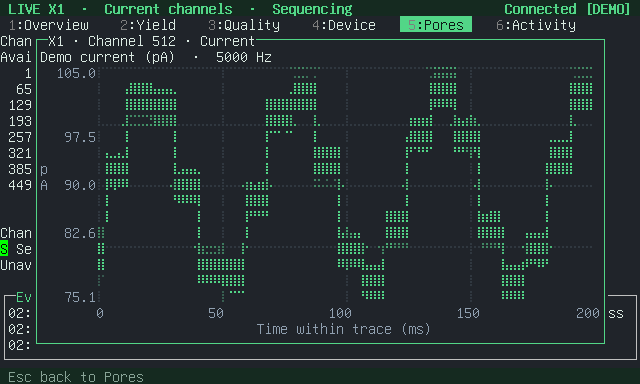 LIVE X1 · Current channels · Sequencing Connected [DEMO]
1:Overview 2:Yield 3:Quality 4:Device 5:Pores 6:Activity
Chan X1 · Channel 512 · Current
Avai Demo current (pA) · 5000 Hz
1 105.0
65
129
193
257 97.5
321
385 p
449 A 90.0
Chan 82.6
S Se
Unav
Ev 75.1
02: 0 50 100 150 200 ss
02: Time within trace (ms)
02:
Esc back to Pores